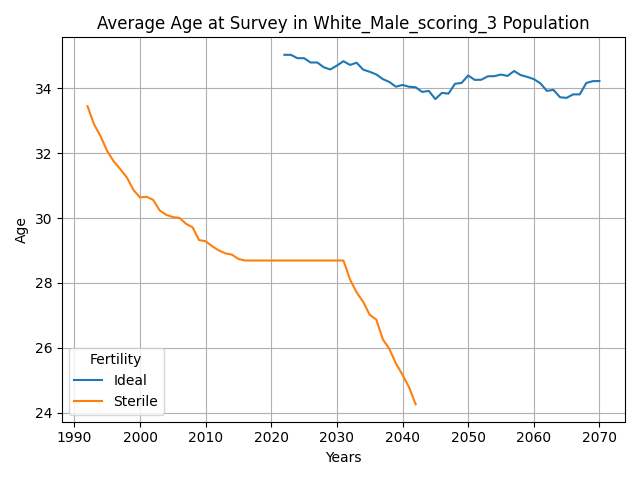 Average Age at Survey in White_Male_scoring_3 Population
Age
34
32
30
28
26
24
Fertility
Ideal
Sterile
1990 2000 2010 2020 2030 2040 2050 2060 2070
Years